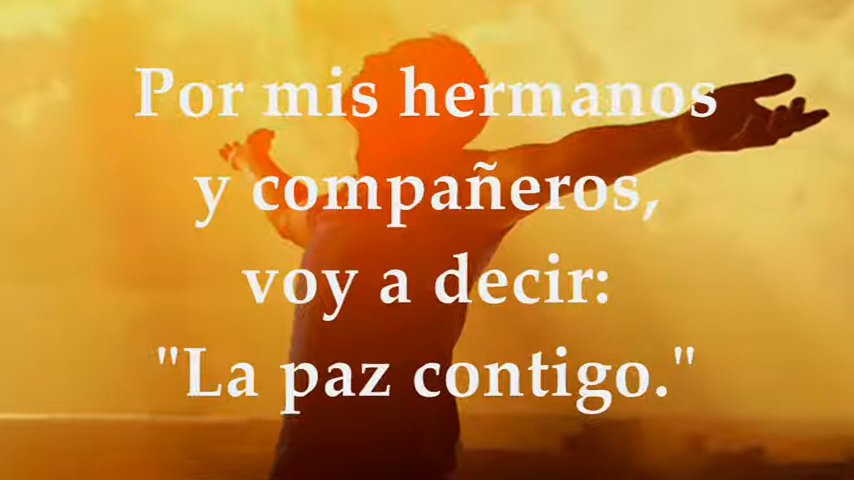 Por mis hermanos
y compañeros,
voy a decir:
"La paz contigo."